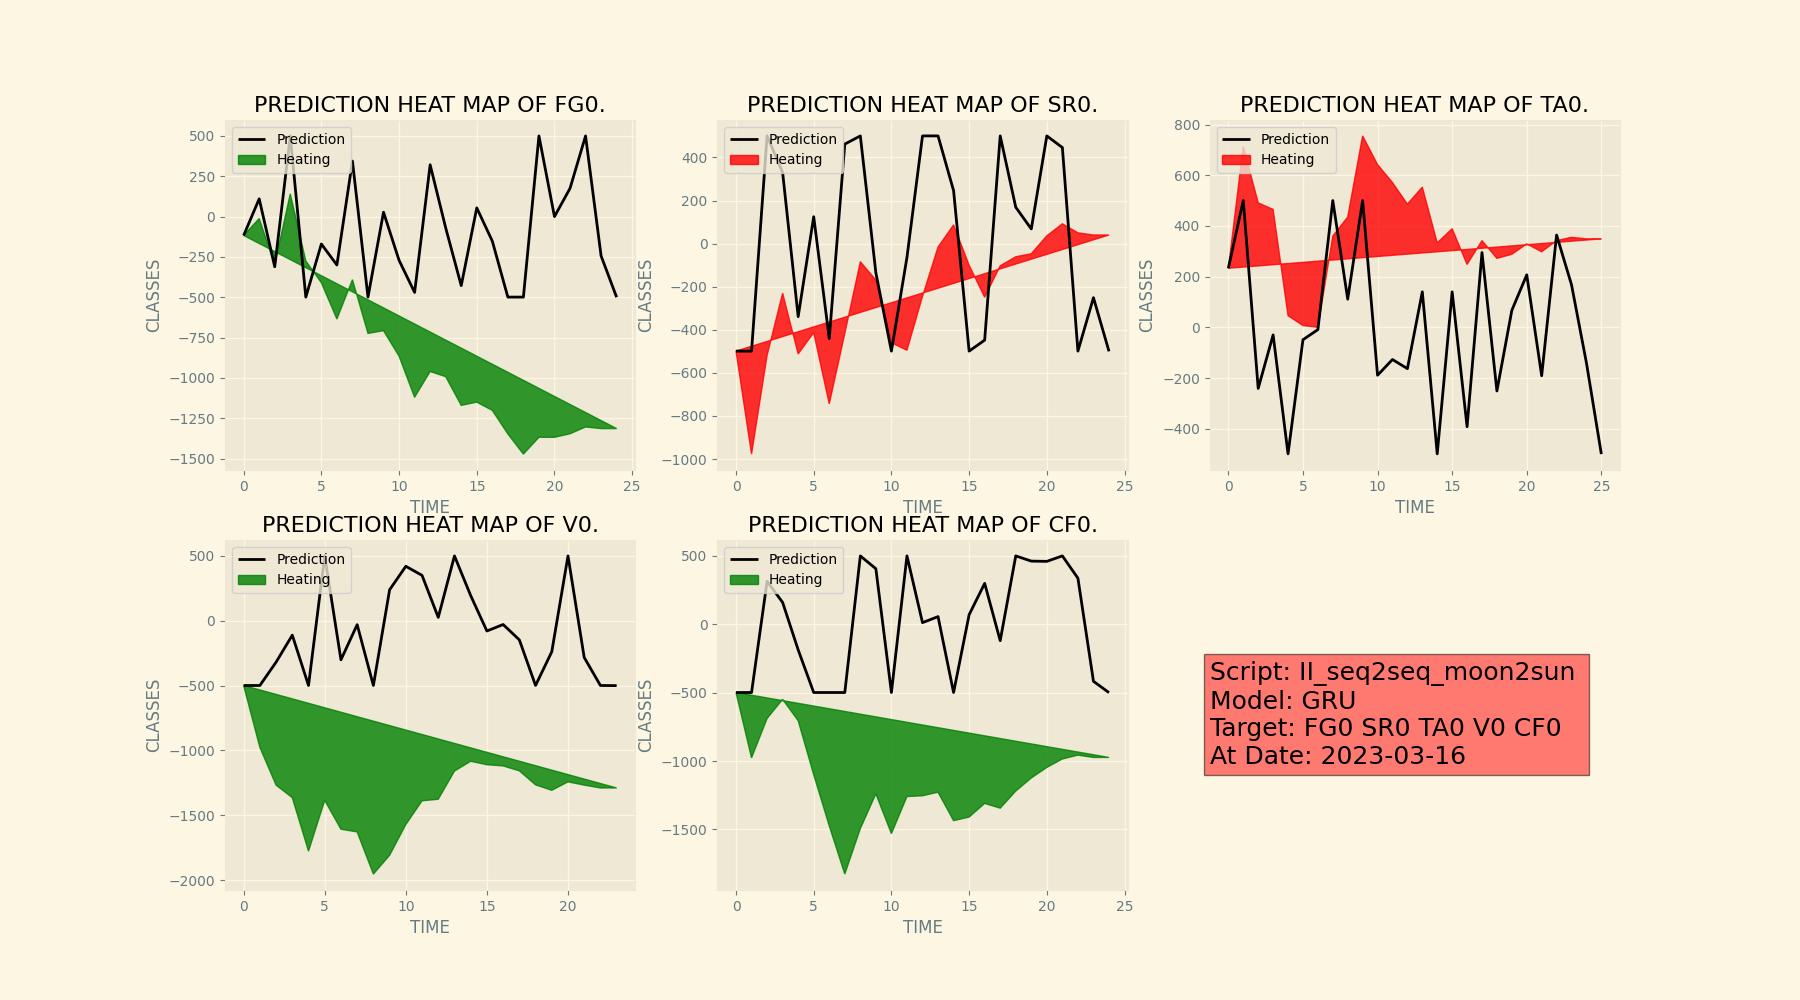 PREDICTION HEAT MAP OF FG0.
Prediction
Heating
CLASSES
500
250
0
−250
−500
−750
−1000
−1250
−1500
0 5 10 15 20 25
TIME
PREDICTION HEAT MAP OF SR0.
Prediction
Heating
CLASSES
400
200
0
−200
−400
−600
−800
−1000
0 5 10 15 20 25
TIME
PREDICTION HEAT MAP OF TA0.
Prediction
Heating
CLASSES
800
600
400
200
0
−200
−400
0 5 10 15 20 25
TIME
PREDICTION HEAT MAP OF V0.
Prediction
Heating
CLASSES
500
0
−500
−1000
−1500
−2000
0 5 10 15 20
TIME
PREDICTION HEAT MAP OF CF0.
Prediction
Heating
CLASSES
500
0
−500
−1000
−1500
0 5 10 15 20 25
TIME
Script: II_seq2seq_moon2sun
Model: GRU
Target: FG0 SR0 TA0 V0 CF0
At Date: 2023-03-16